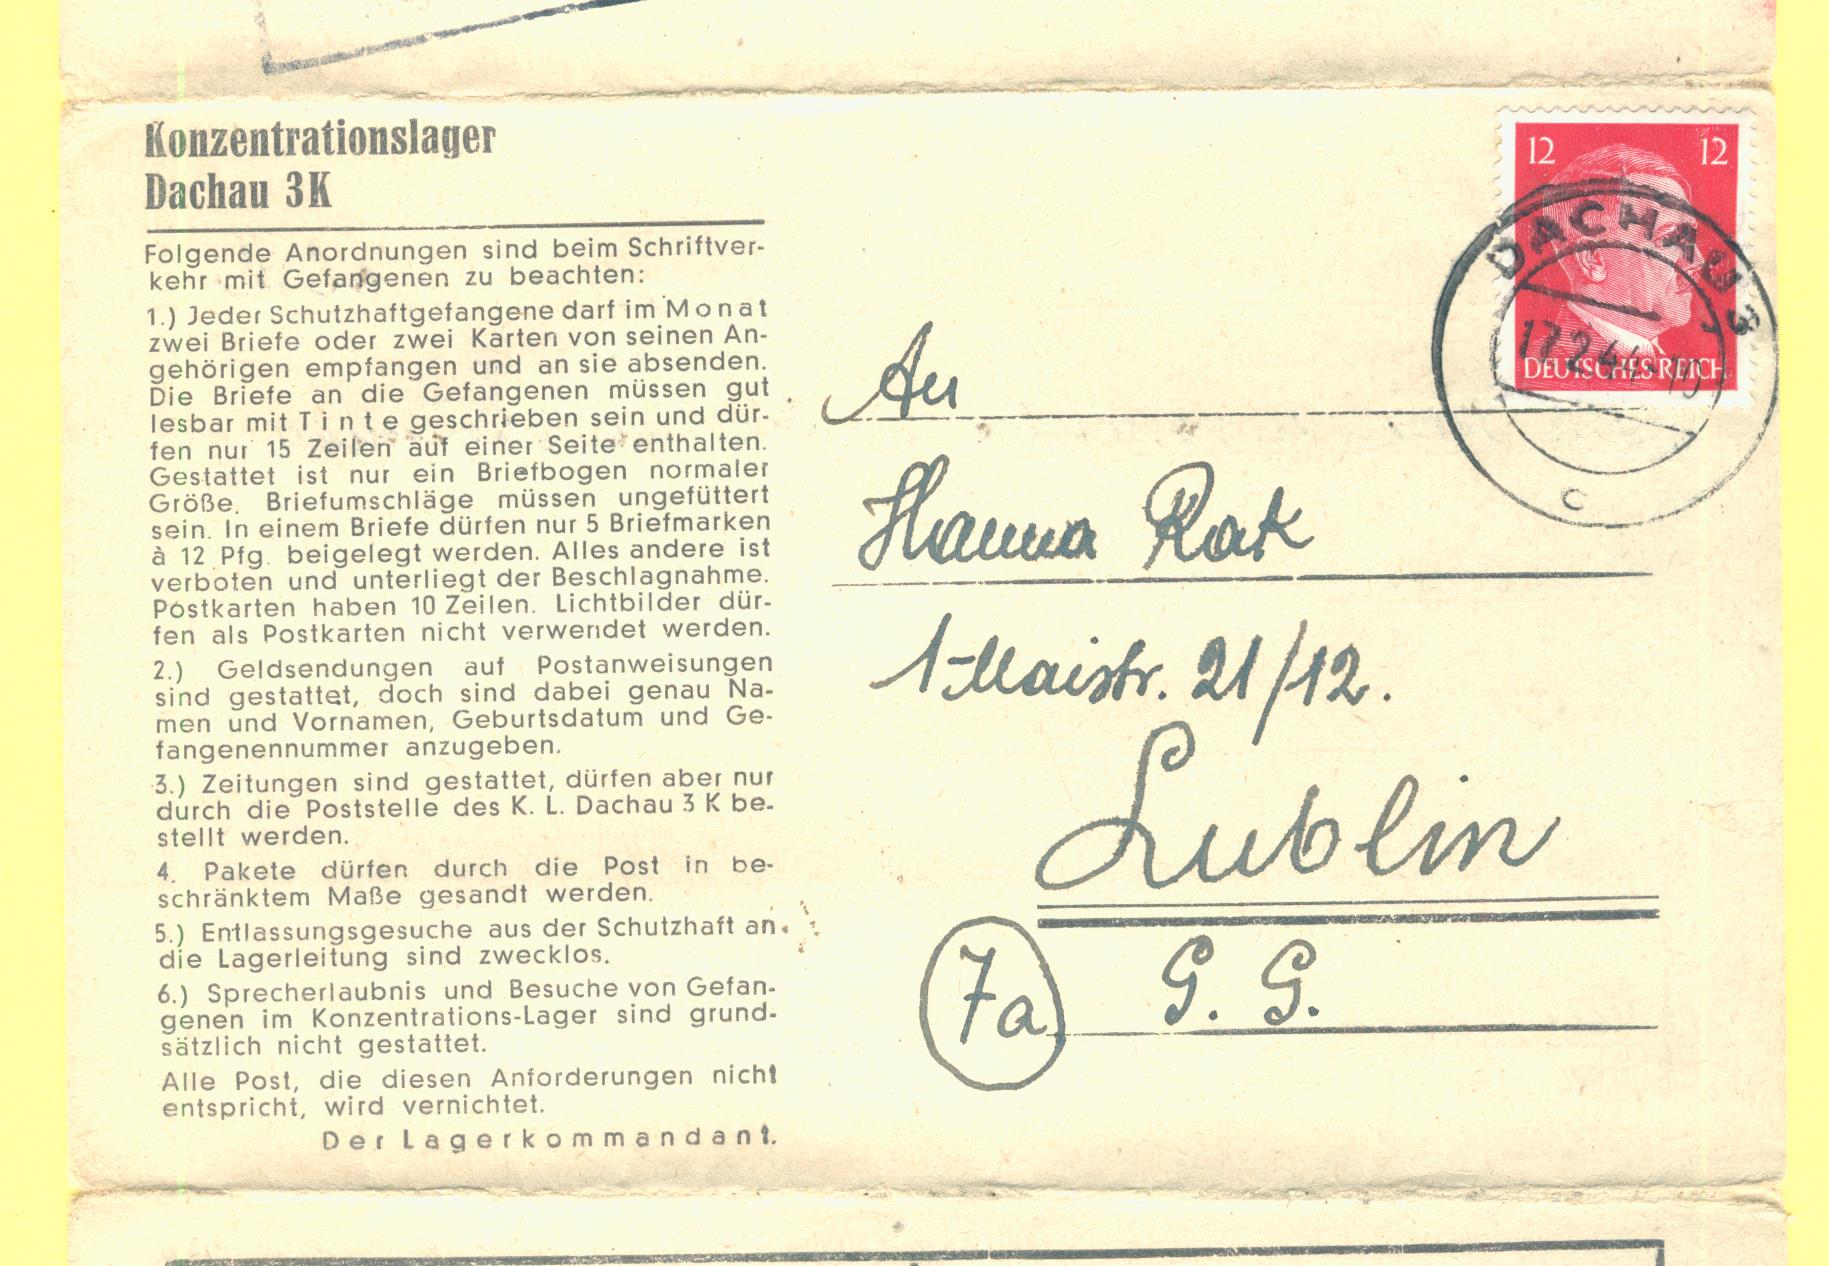 Konzentrationslager
Dachau 3K
Folgende Anordnungen sind beim Schriftver-
kehr mit Gefangenen zu beachten:
1.) Jeder Schutzhaftgefangene darf im Monat
zwei Briefe oder zwei Karten von seinen An-
gehörigen empfangen und an sie absenden.
Die Briefe an die Gefangenen müssen gut
lesbar mit Tinte geschrieben sein und dür-
fen nur 15 Zeilen auf einer Seite enthalten.
Gestattet ist nur ein Briefbogen normaler
Größe. Briefumschläge müssen ungefüttert
sein. In einem Briefe dürfen nur 5 Briefmarken
à 12 Pfg. beigelegt werden. Alles andere ist
verboten und unterliegt der Beschlagnahme.
Postkarten haben 10 Zeilen. Lichtbilder dür-
fen als Postkarten nicht verwendet werden.
2.) Geldsendungen auf Postanweisungen
sind gestattet, doch sind dabei genau Na-
men und Vornamen, Geburtsdatum und Ge-
fangenennummer anzugeben.
3.) Zeitungen sind gestattet, dürfen aber nur
durch die Poststelle des K. L. Dachau 3 K be-
stellt werden.
4. Pakete dürfen durch die Post in be-
schränktem Maße gesandt werden.
5.) Entlassungsgesuche aus der Schutzhaft an
die Lagerleitung sind zwecklos.
6.) Sprecherlaubnis und Besuche von Gefan-
genen im Konzentrations-Lager sind grund-
sätzlich nicht gestattet.
Alle Post, die diesen Anforderungen nicht
entspricht, wird vernichtet.
Der Lagerkommandant.
12 12
DEUTSCHES REICH
DACHAU 3
17.2.44-19
c
An
Hanna Rak
1-Maistr. 21/12.
Lublin
7a G. G.